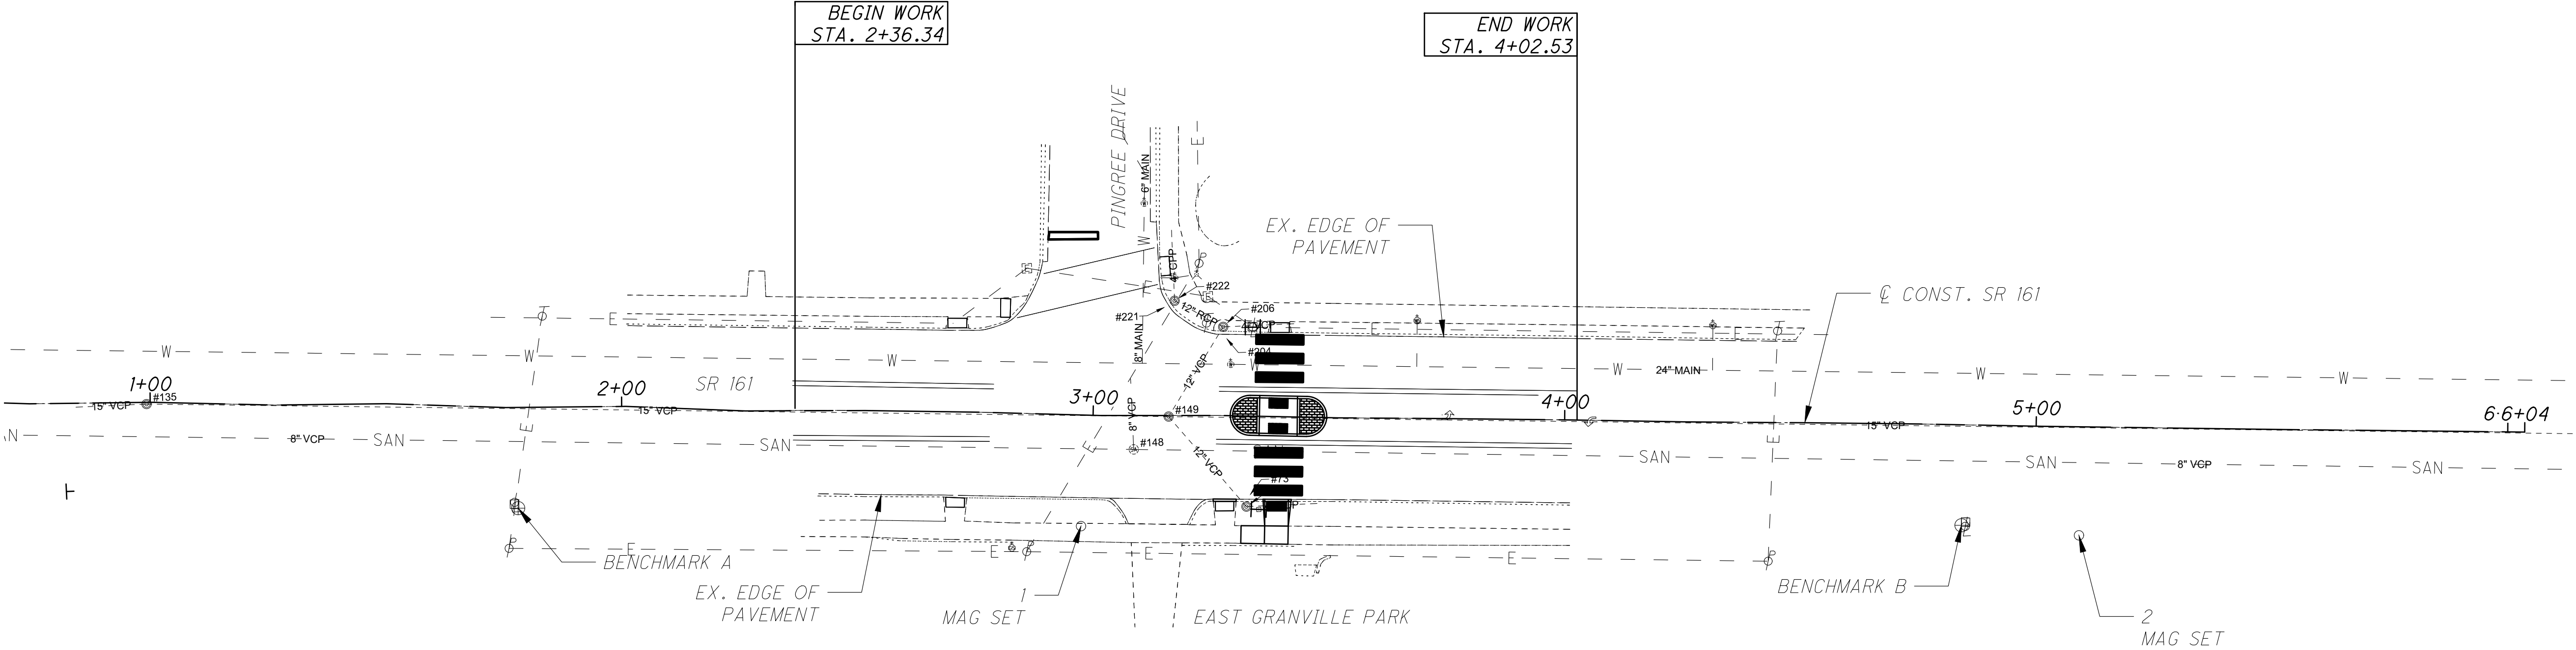 BEGIN WORK
STA. 2+36.34
END WORK
STA. 4+02.53
PINGREE DRIVE
6" MAIN
E
W
EX. EDGE OF
PAVEMENT
4" CPP
#222
12" RCP
#206
#221
E
E
E
E
8" MAIN
#204
℄ CONST. SR 161
W
W
W
W
W
24" MAIN
W
W
12" VCP
1+00
2+00
SR 161
3+00
4+00
5+00
6+04
15" VCP
#135
15" VCP
#149
15" VCP
8" VCP
E
E
E
#148
8" VCP
SAN
SAN
SAN
SAN
8" VCP
SAN
12" VCP
#73
BENCHMARK A
E
E
E
E
EX. EDGE OF
PAVEMENT
1
MAG SET
EAST GRANVILLE PARK
BENCHMARK B
2
MAG SET